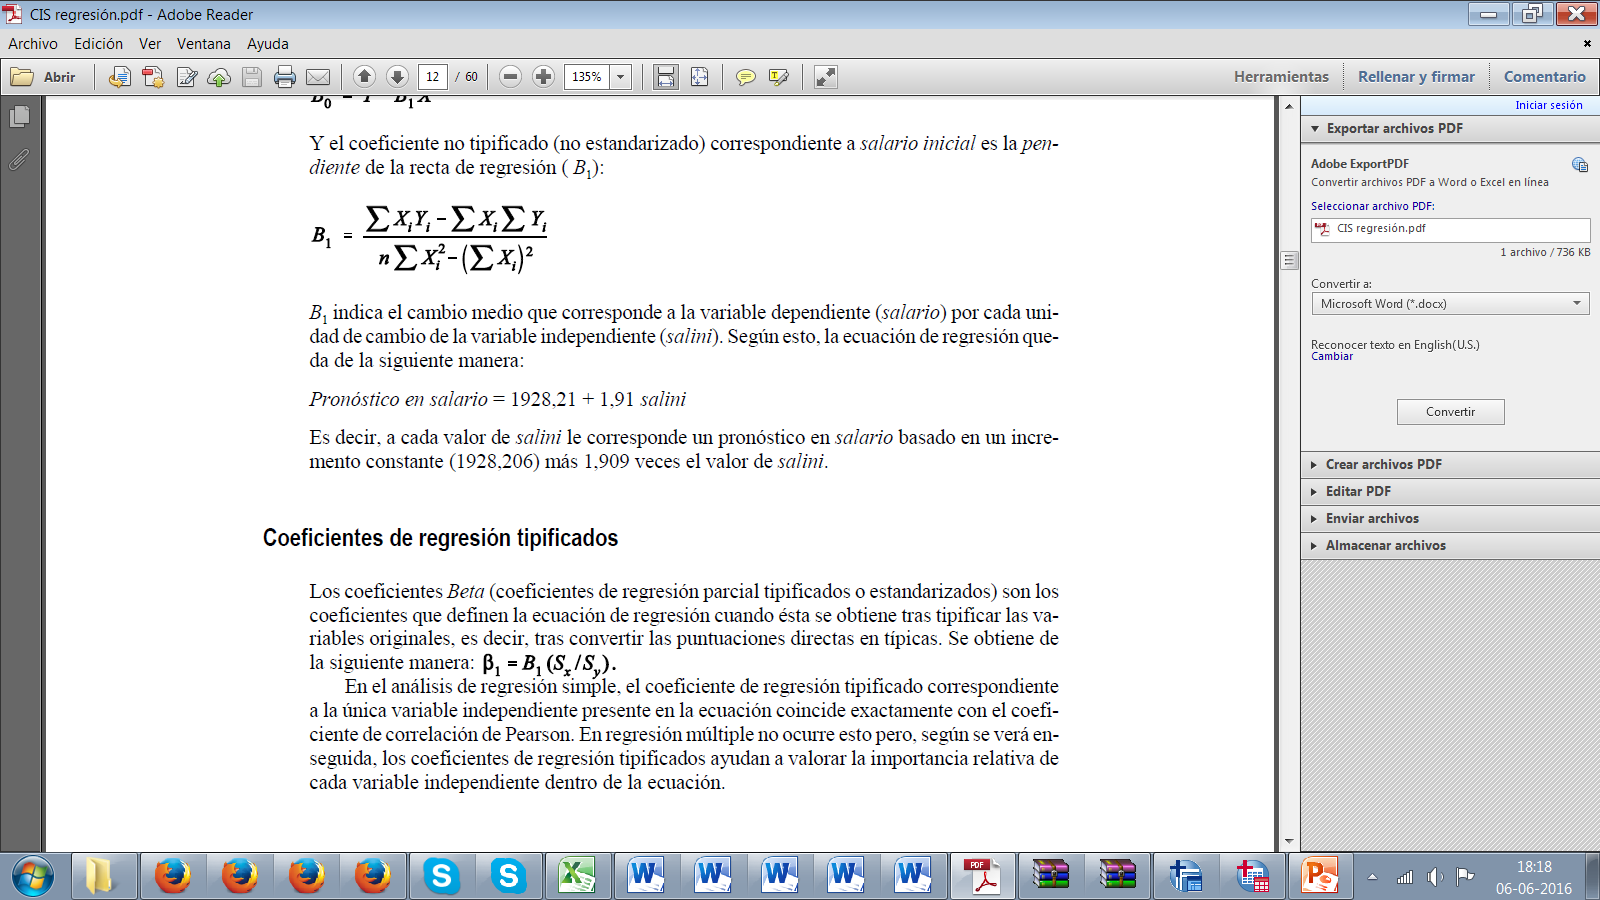 CIS regresión.pdf - Adobe Reader
Archivo Edición Ver Ventana Ayuda
Abrir 12 / 60 135% Herramientas Rellenar y firmar Comentario
Iniciar sesión
Exportar archivos PDF
Adobe ExportPDF
Convertir archivos PDF a Word o Excel en línea
Seleccionar archivo PDF:
CIS regresión.pdf
1 archivo / 736 KB
Convertir a:
Microsoft Word (*.docx)
Reconocer texto en English(U.S.)
Cambiar
Convertir
Crear archivos PDF
Editar PDF
Enviar archivos
Almacenar archivos
Y el coeficiente no tipificado (no estandarizado) correspondiente a salario inicial es la pen-
diente de la recta de regresión ( B₁):
B₁ = (∑ XᵢYᵢ – ∑ Xᵢ ∑ Yᵢ) / (n ∑ Xᵢ² – (∑ Xᵢ)²)
B₁ indica el cambio medio que corresponde a la variable dependiente (salario) por cada uni-
dad de cambio de la variable independiente (salini). Según esto, la ecuación de regresión que-
da de la siguiente manera:
Pronóstico en salario = 1928,21 + 1,91 salini
Es decir, a cada valor de salini le corresponde un pronóstico en salario basado en un incre-
mento constante (1928,206) más 1,909 veces el valor de salini.
Coeficientes de regresión tipificados
Los coeficientes Beta (coeficientes de regresión parcial tipificados o estandarizados) son los
coeficientes que definen la ecuación de regresión cuando ésta se obtiene tras tipificar las va-
riables originales, es decir, tras convertir las puntuaciones directas en típicas. Se obtiene de
la siguiente manera: β₁ = B₁ (Sₓ/Sᵧ).
En el análisis de regresión simple, el coeficiente de regresión tipificado correspondiente
a la única variable independiente presente en la ecuación coincide exactamente con el coefi-
ciente de correlación de Pearson. En regresión múltiple no ocurre esto pero, según se verá en-
seguida, los coeficientes de regresión tipificados ayudan a valorar la importancia relativa de
cada variable independiente dentro de la ecuación.
18:18
06-06-2016